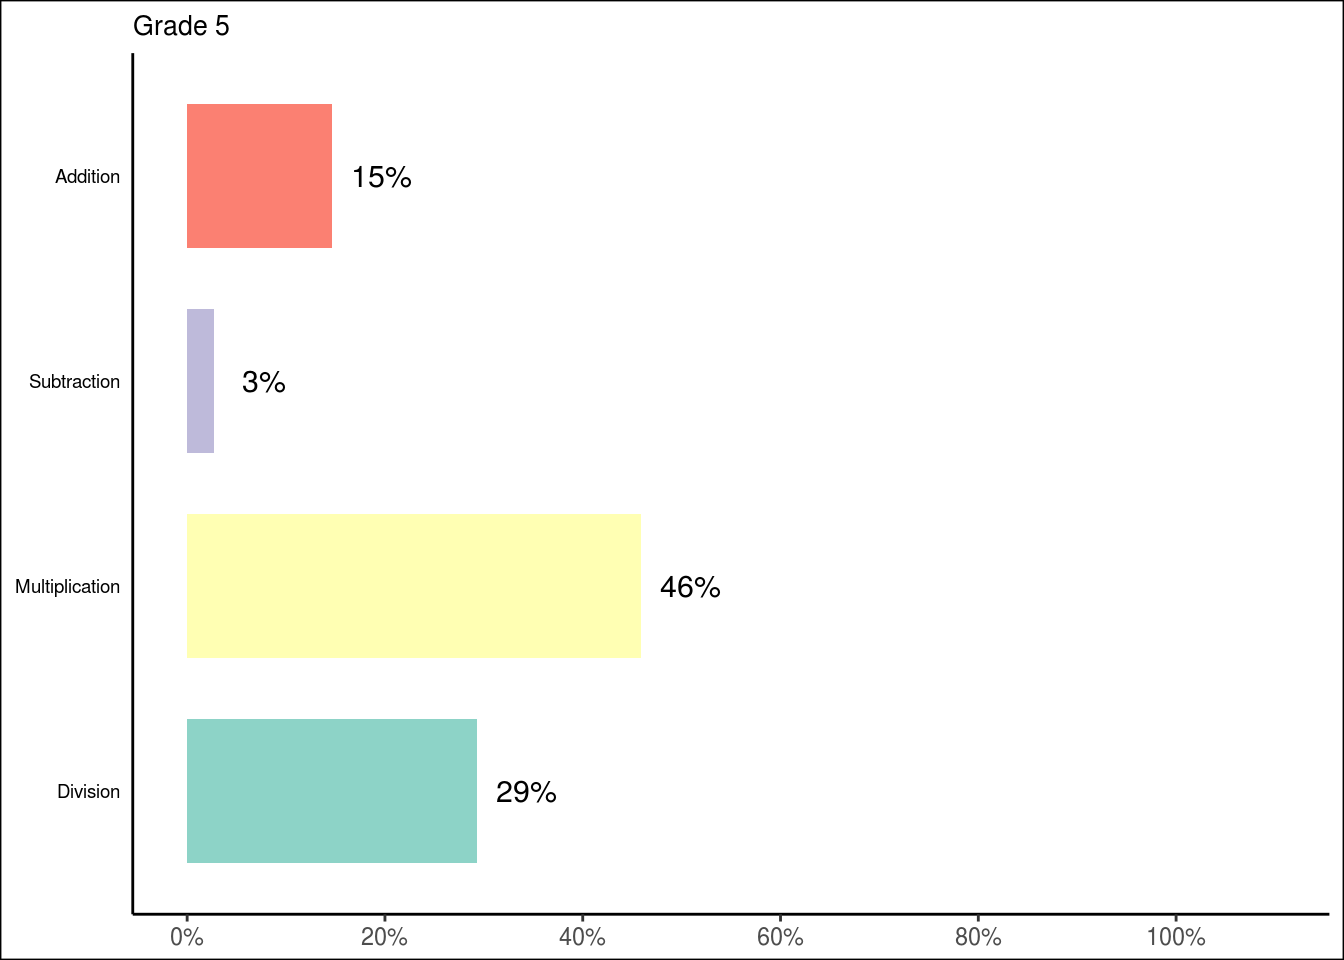 Grade 5
Addition
15%
Subtraction
3%
Multiplication
46%
Division
29%
0% 20% 40% 60% 80% 100%